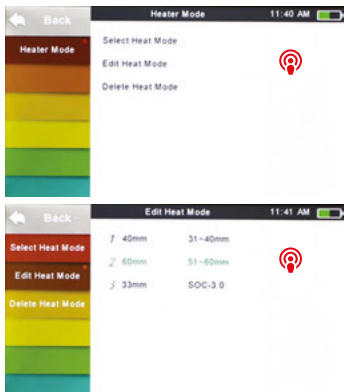 Back Heater Mode 11:40 AM
Heater Mode
Select Heat Mode
Edit Heat Mode
Delete Heat Mode
Back Edit Heat Mode 11:41 AM
Select Heat Mode
Edit Heat Mode
Delete Heat Mode
1 40mm 31~40mm
2 60mm 51~60mm
3 33mm SOC-3.0